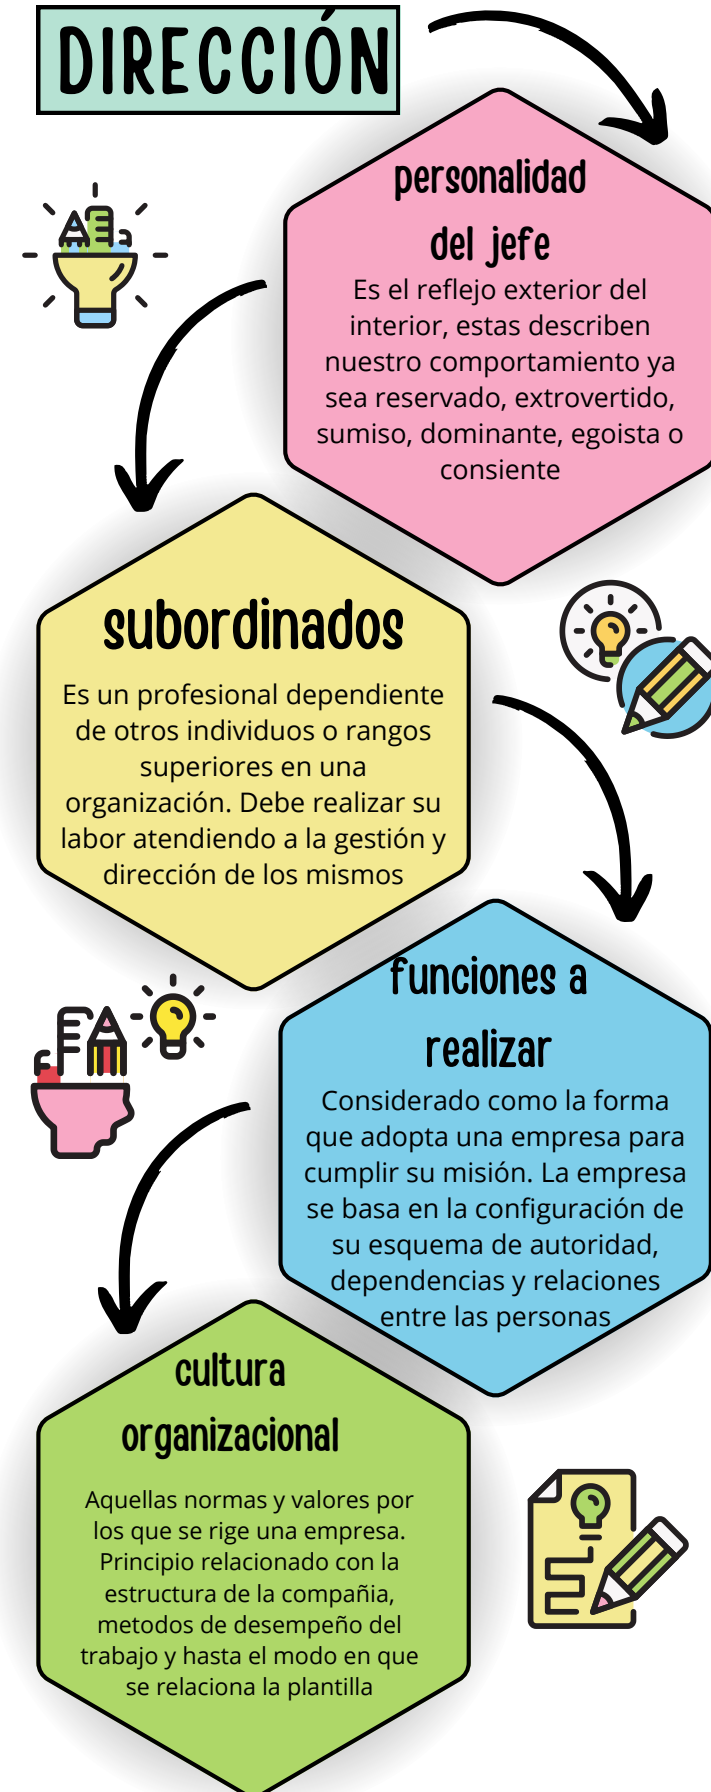 DIRECCIÓN
personalidad
del jefe
Es el reflejo exterior del
interior, estas describen
nuestro comportamiento ya
sea reservado, extrovertido,
sumiso, dominante, egoista o
consiente
subordinados
Es un profesional dependiente
de otros individuos o rangos
superiores en una
organización. Debe realizar su
labor atendiendo a la gestión y
dirección de los mismos
funciones a
realizar
Considerado como la forma
que adopta una empresa para
cumplir su misión. La empresa
se basa en la configuración de
su esquema de autoridad,
dependencias y relaciones
entre las personas
cultura
organizacional
Aquellas normas y valores por
los que se rige una empresa.
Principio relacionado con la
estructura de la compañia,
metodos de desempeño del
trabajo y hasta el modo en que
se relaciona la plantilla